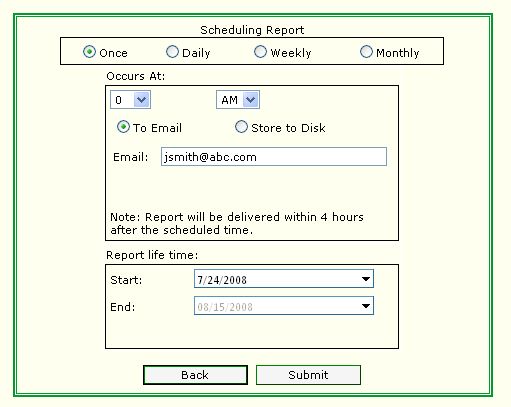 Scheduling Report
Once Daily Weekly Monthly
Occurs At:
0 AM
To Email Store to Disk
Email: jsmith@abc.com
Note: Report will be delivered within 4 hours
after the scheduled time.
Report life time:
Start: 7/24/2008
End: 08/15/2008
Back Submit